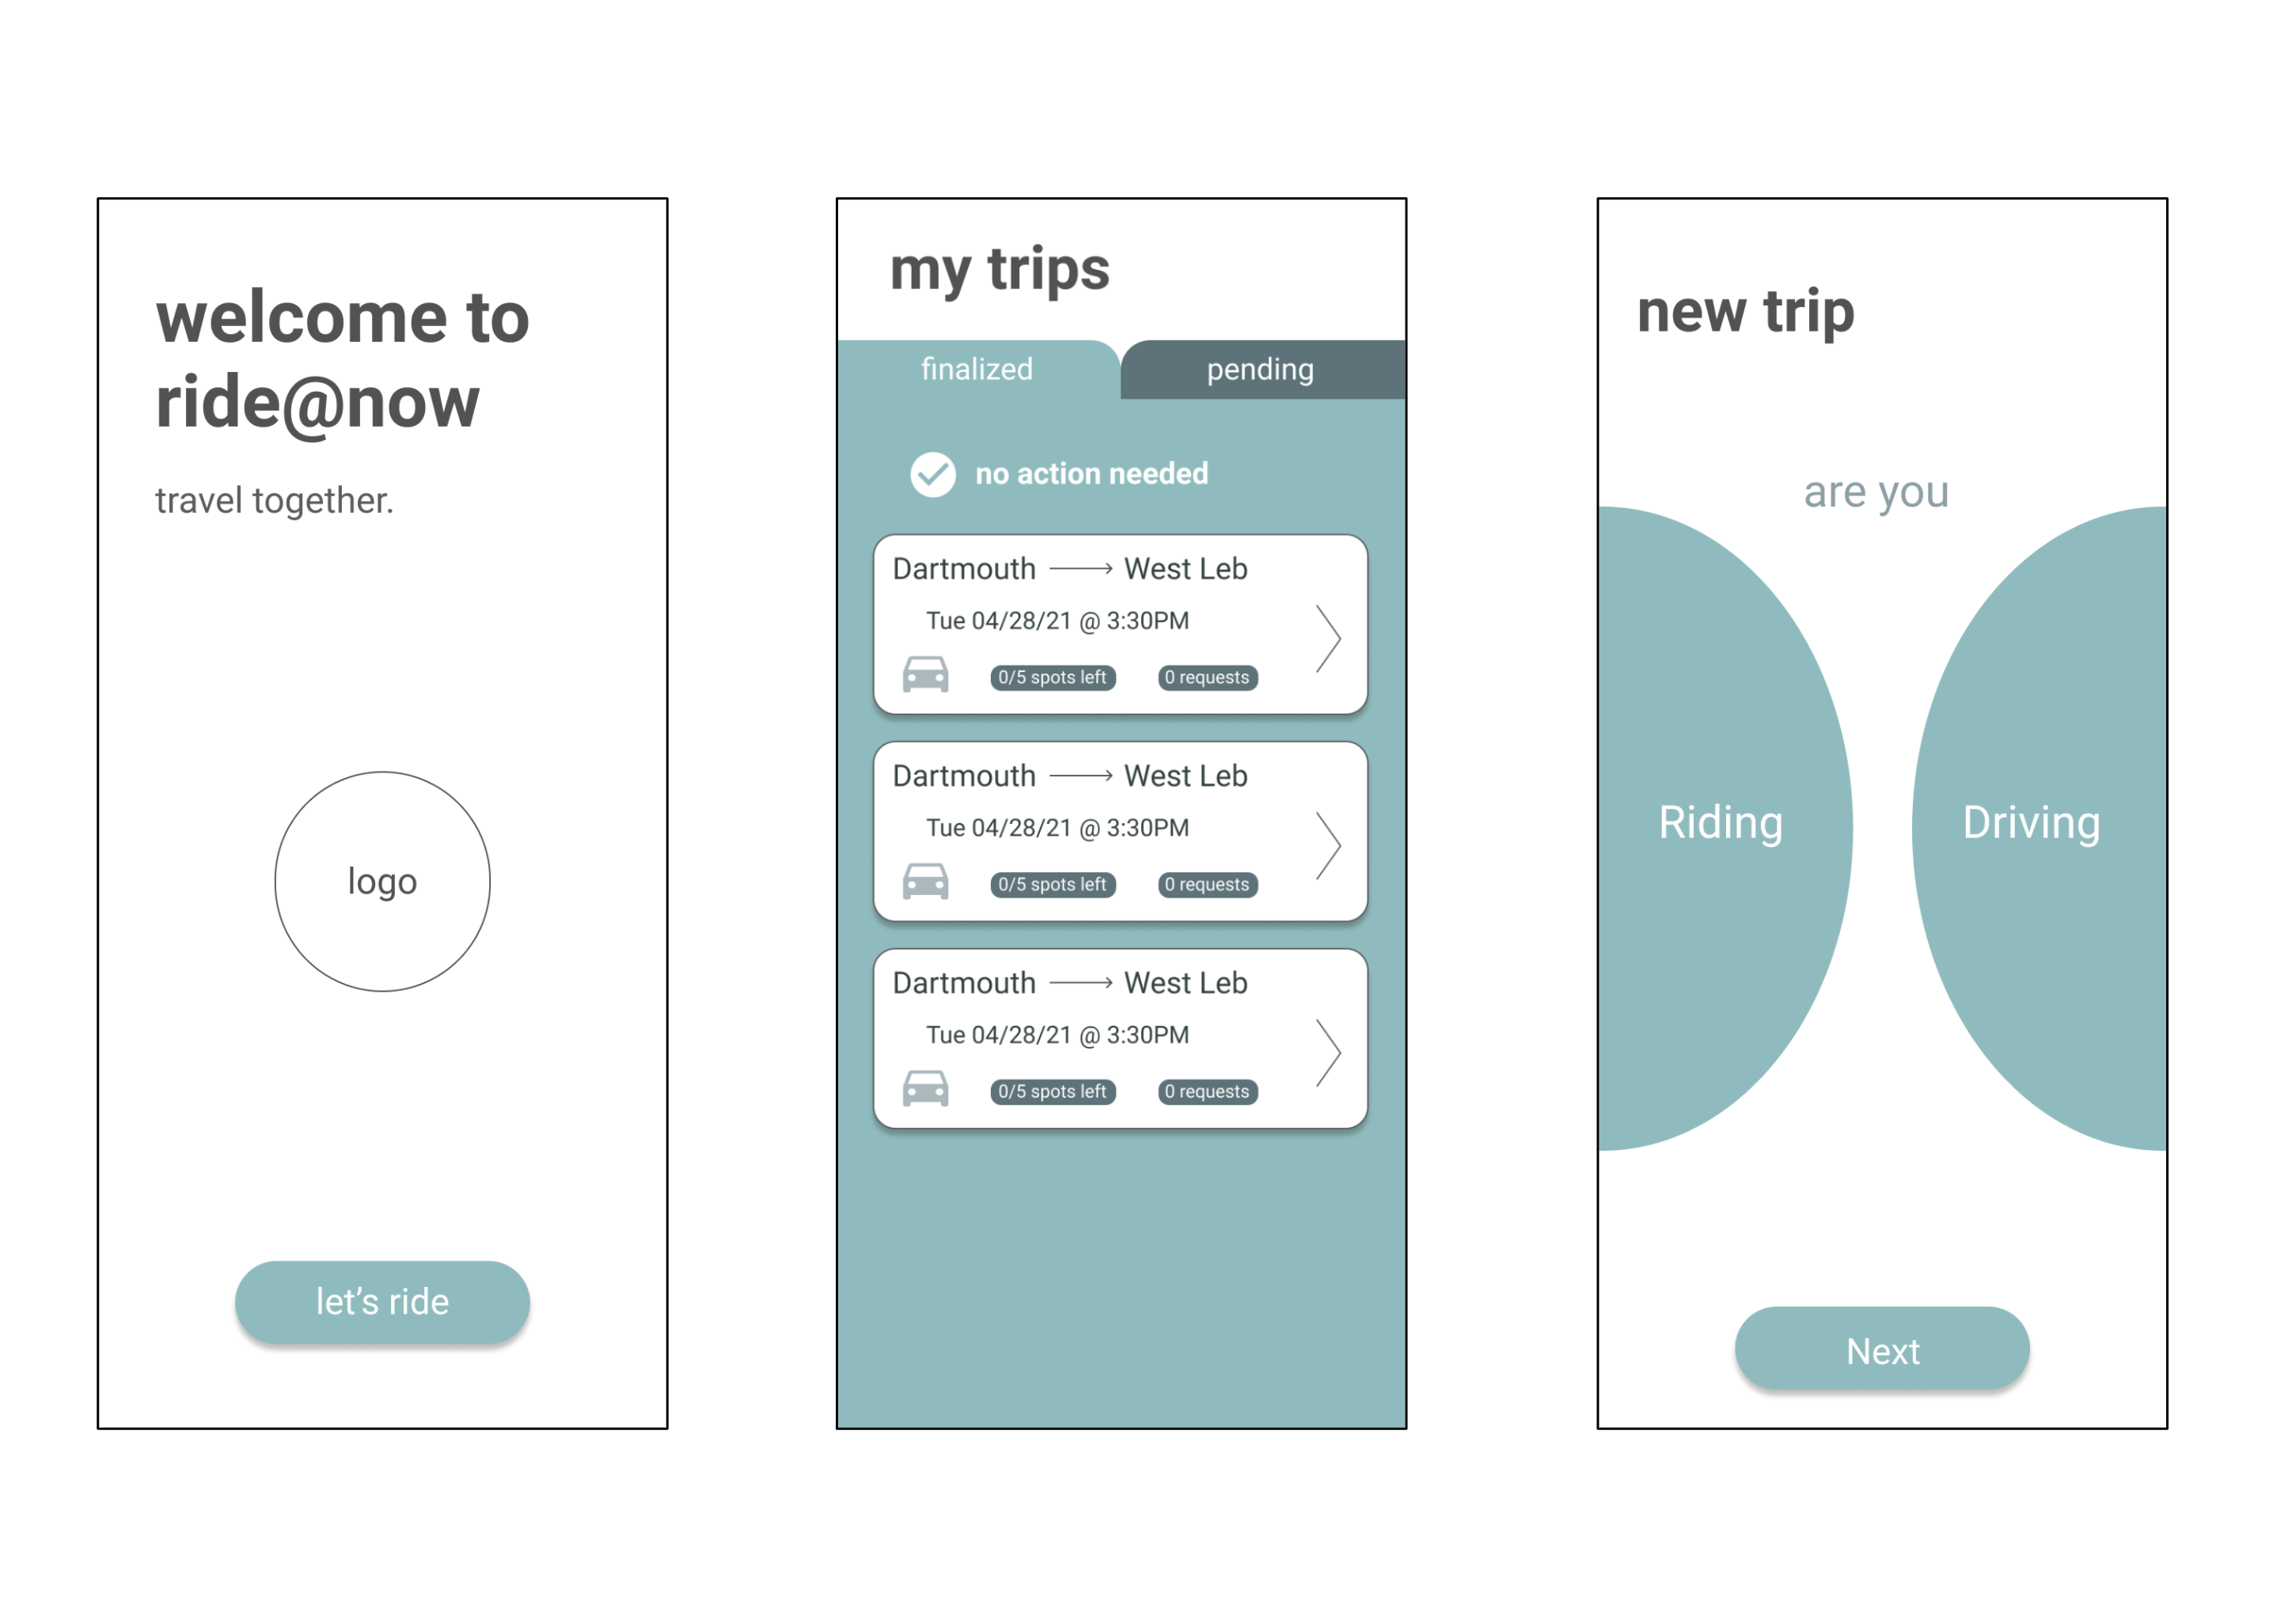 welcome to
ride@now
travel together.
logo
let's ride
my trips
finalized
pending
no action needed
Dartmouth → West Leb
Tue 04/28/21 @ 3:30PM
0/5 spots left
0 requests
Dartmouth → West Leb
Tue 04/28/21 @ 3:30PM
0/5 spots left
0 requests
Dartmouth → West Leb
Tue 04/28/21 @ 3:30PM
0/5 spots left
0 requests
new trip
are you
Riding
Driving
Next